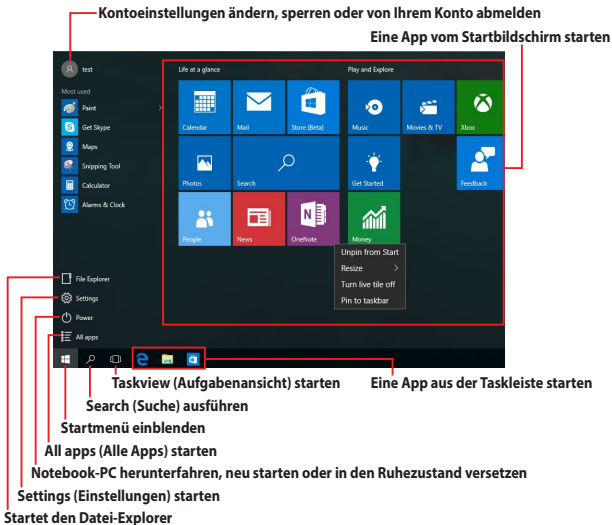 Kontoeinstellungen ändern, sperren oder von Ihrem Konto abmelden
Eine App vom Startbildschirm starten
test
Life at a glance
Play and Explore
Most used
Paint
Get Skype
Maps
Snipping Tool
Calculator
Alarms & Clock
Calendar
Mail
Store (Beta)
Music
Movies & TV
Xbox
Photos
Search
Get Started
Feedback
People
News
OneNote
Money
Unpin from Start
Resize
Turn live tile off
Pin to taskbar
File Explorer
Settings
Power
All apps
Taskview (Aufgabenansicht) starten
Eine App aus der Taskleiste starten
Search (Suche) ausführen
Startmenü einblenden
All apps (Alle Apps) starten
Notebook-PC herunterfahren, neu starten oder in den Ruhezustand versetzen
Settings (Einstellungen) starten
Startet den Datei-Explorer